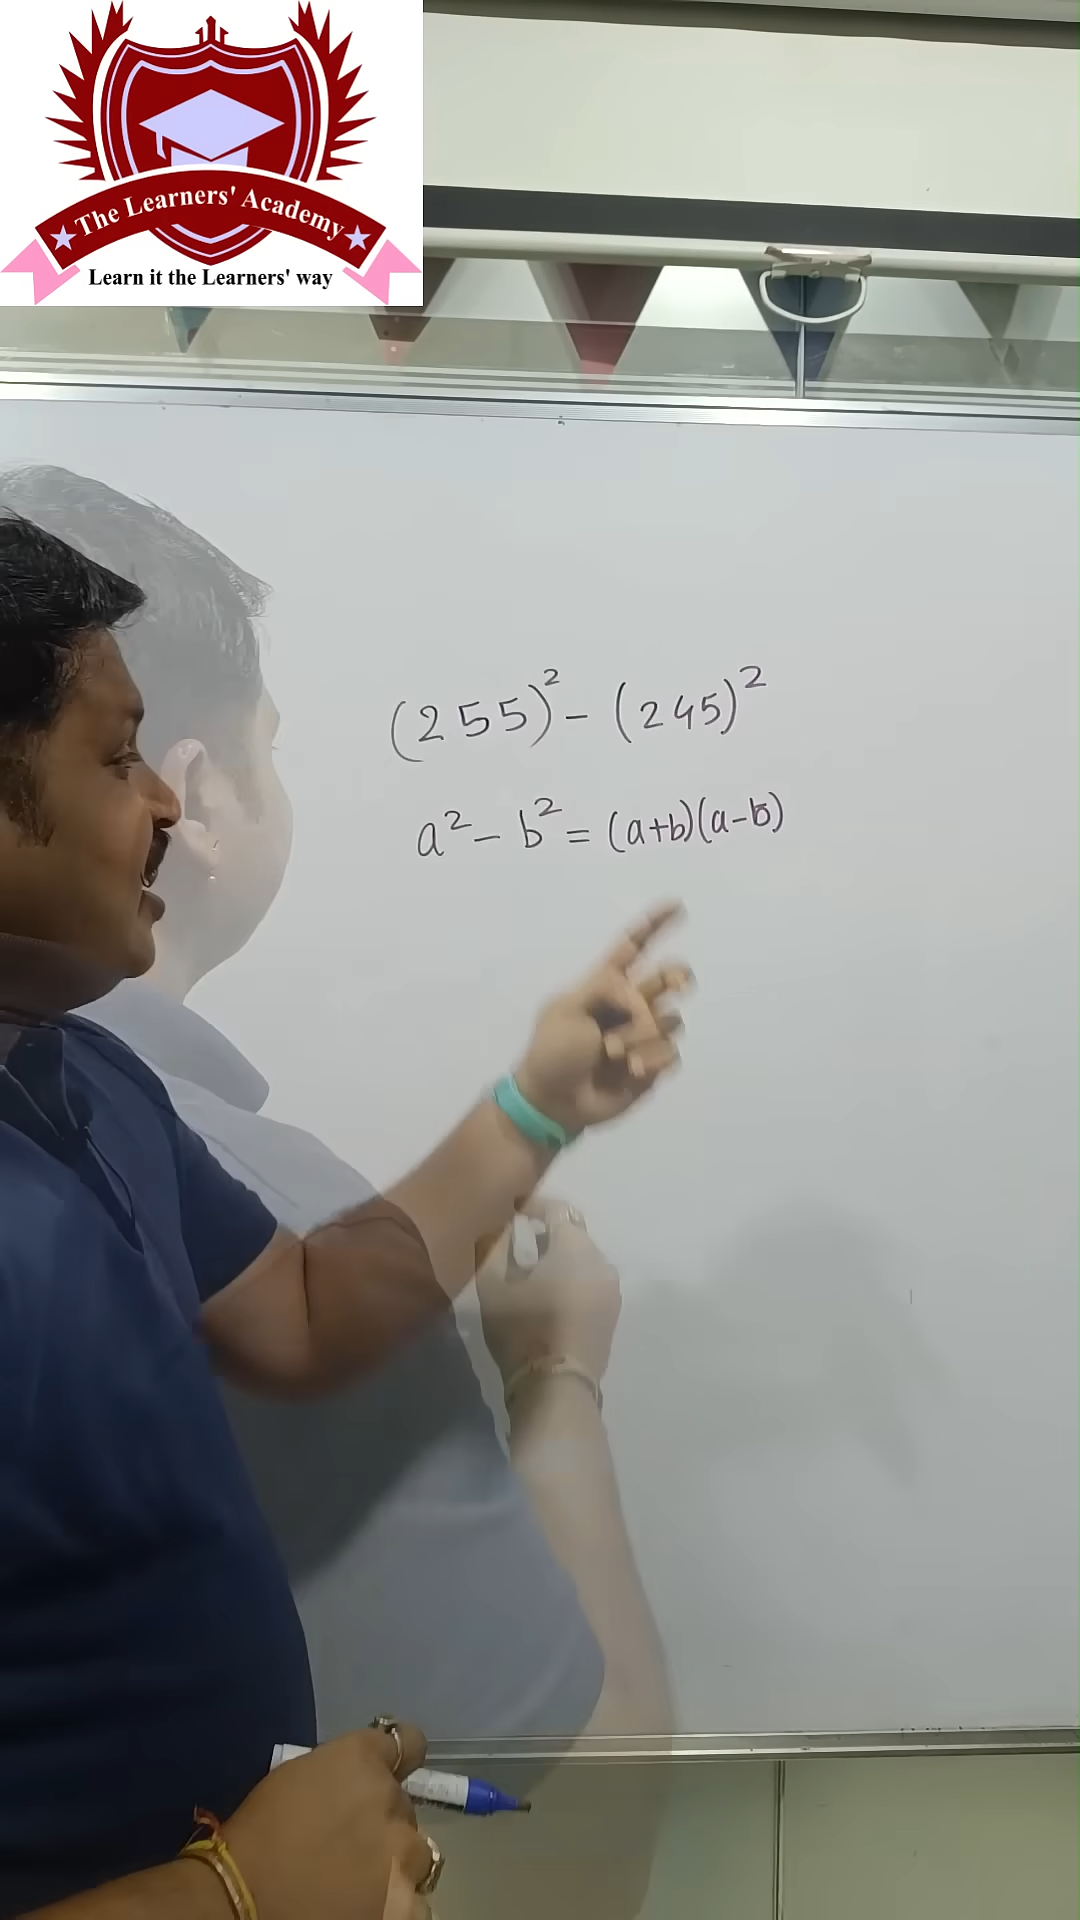 The Learners' Academy
Learn it the Learners' way
(255)² - (245)²
a² - b² = (a+b)(a-b)